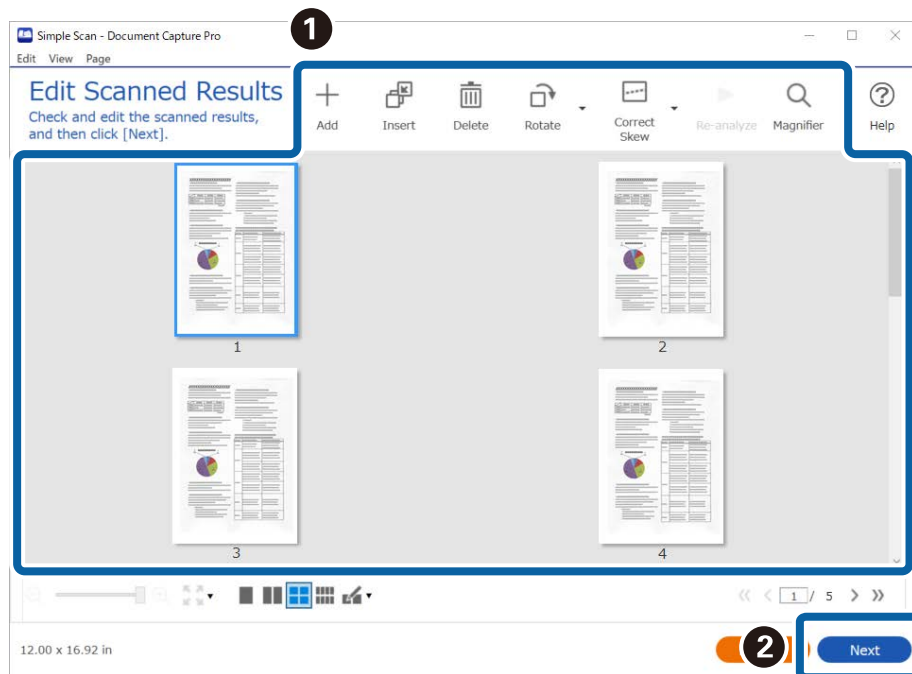 1
Simple Scan - Document Capture Pro
Edit View Page
Edit Scanned Results
Check and edit the scanned results,
and then click [Next].
Add
Insert
Delete
Rotate
Correct
Skew
Re-analyze
Magnifier
Help
1
2
3
4
1 / 5
12.00 x 16.92 in
2
Next